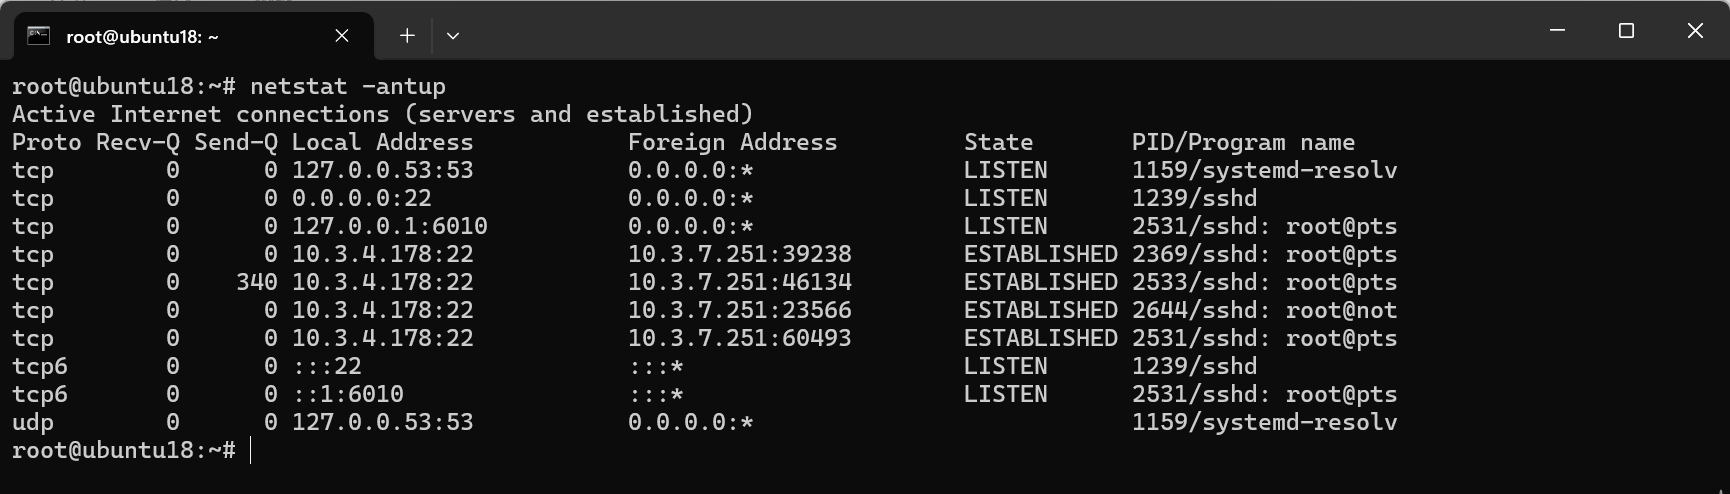 root@ubuntu18: ~
root@ubuntu18:~# netstat -antup
Active Internet connections (servers and established)
Proto Recv-Q Send-Q Local Address           Foreign Address         State       PID/Program name
tcp        0      0 127.0.0.53:53           0.0.0.0:*               LISTEN      1159/systemd-resolv
tcp        0      0 0.0.0.0:22              0.0.0.0:*               LISTEN      1239/sshd
tcp        0      0 127.0.0.1:6010          0.0.0.0:*               LISTEN      2531/sshd: root@pts
tcp        0      0 10.3.4.178:22           10.3.7.251:39238        ESTABLISHED 2369/sshd: root@pts
tcp        0    340 10.3.4.178:22           10.3.7.251:46134        ESTABLISHED 2533/sshd: root@pts
tcp        0      0 10.3.4.178:22           10.3.7.251:23566        ESTABLISHED 2644/sshd: root@not
tcp        0      0 10.3.4.178:22           10.3.7.251:60493        ESTABLISHED 2531/sshd: root@pts
tcp6       0      0 :::22                   :::*                    LISTEN      1239/sshd
tcp6       0      0 ::1:6010                :::*                    LISTEN      2531/sshd: root@pts
udp        0      0 127.0.0.53:53           0.0.0.0:*                           1159/systemd-resolv
root@ubuntu18:~#